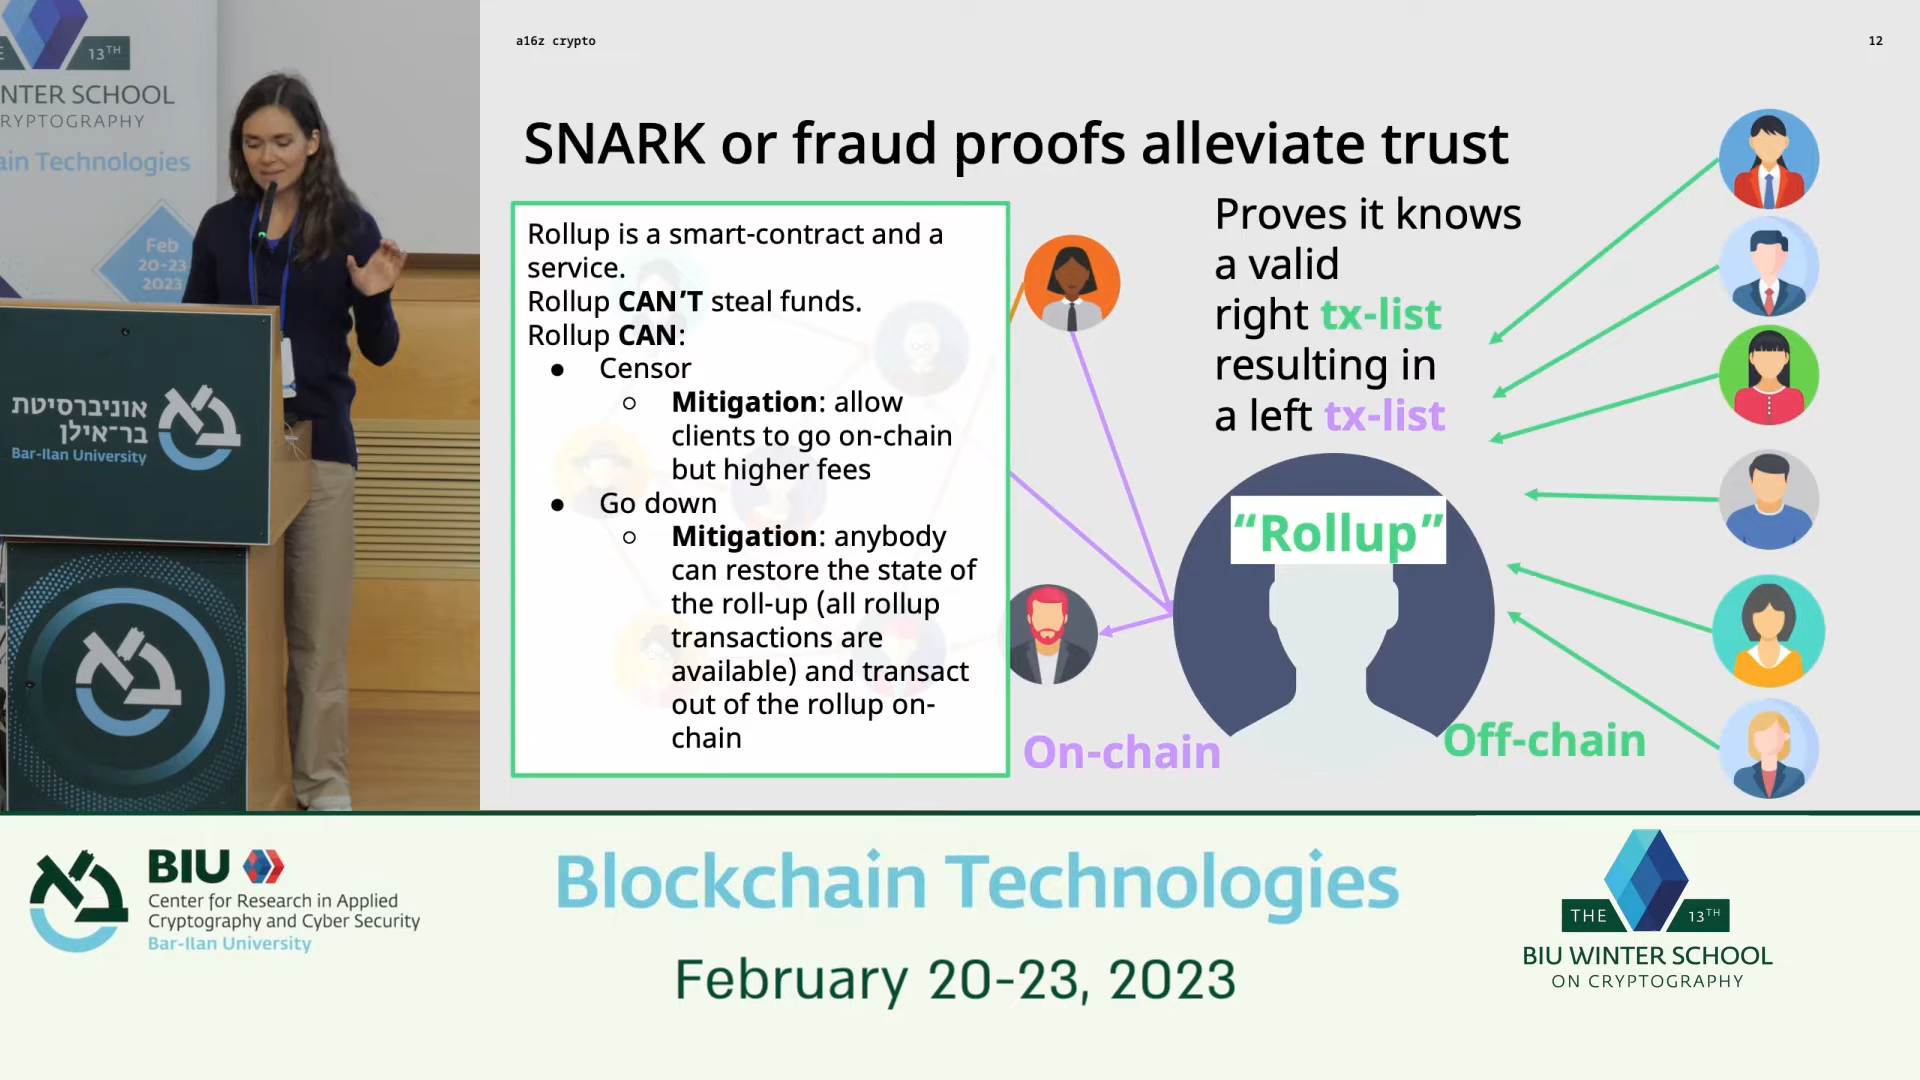 13TH
NTER SCHOOL
RYPTOGRAPHY
ain Technologies
Feb
20-23
2023
אוניברסיטת
בר־אילן
Bar-Ilan University
a16z crypto
12
SNARK or fraud proofs alleviate trust
Rollup is a smart-contract and a
service.
Rollup CAN’T steal funds.
Rollup CAN:
● Censor
○ Mitigation: allow
clients to go on-chain
but higher fees
● Go down
○ Mitigation: anybody
can restore the state of
the roll-up (all rollup
transactions are
available) and transact
out of the rollup on-
chain
Proves it knows
a valid
right tx-list
resulting in
a left tx-list
“Rollup”
On-chain
Off-chain
BIU
Center for Research in Applied
Cryptography and Cyber Security
Bar-Ilan University
Blockchain Technologies
February 20-23, 2023
THE 13TH
BIU WINTER SCHOOL
ON CRYPTOGRAPHY